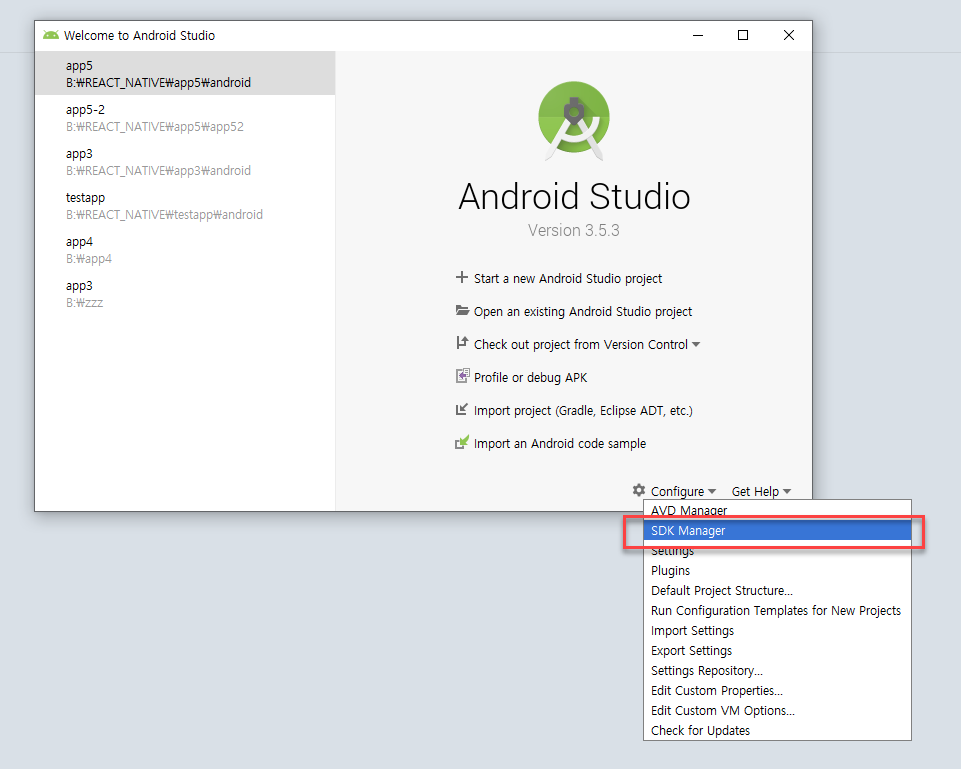 Welcome to Android Studio
app5
B:₩REACT_NATIVE₩app5₩android
app5-2
B:₩REACT_NATIVE₩app5₩app52
app3
B:₩REACT_NATIVE₩app3₩android
testapp
B:₩REACT_NATIVE₩testapp₩android
app4
B:₩app4
app3
B:₩zzz
Android Studio
Version 3.5.3
Start a new Android Studio project
Open an existing Android Studio project
Check out project from Version Control
Profile or debug APK
Import project (Gradle, Eclipse ADT, etc.)
Import an Android code sample
Configure
Get Help
AVD Manager
SDK Manager
Settings
Plugins
Default Project Structure...
Run Configuration Templates for New Projects
Import Settings
Export Settings
Settings Repository...
Edit Custom Properties...
Edit Custom VM Options...
Check for Updates